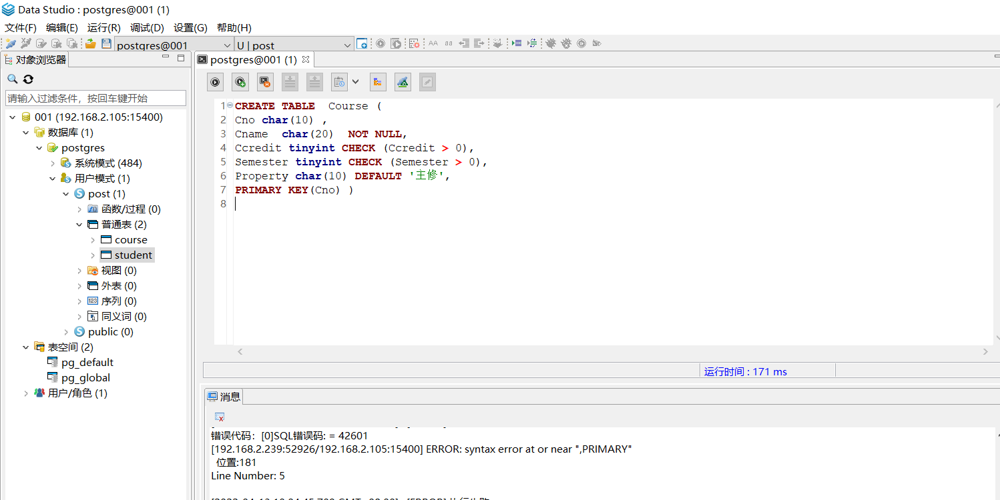 Data Studio : postgres@001 (1)
文件(F) 编辑(E) 运行(R) 调试(D) 设置(G) 帮助(H)
postgres@001 U | post
对象浏览器
postgres@001 (1)
请输入过滤条件，按回车键开始
001 (192.168.2.105:15400)
数据库 (1)
postgres
系统模式 (484)
用户模式 (1)
post (1)
函数/过程 (0)
普通表 (2)
course
student
视图 (0)
外表 (0)
序列 (0)
同义词 (0)
public (0)
表空间 (2)
pg_default
pg_global
用户/角色 (1)
1 CREATE TABLE  Course (
2 Cno char(10) ,
3 Cname  char(20)  NOT NULL,
4 Ccredit tinyint CHECK (Ccredit > 0),
5 Semester tinyint CHECK (Semester > 0),
6 Property char(10) DEFAULT '主修',
7 PRIMARY KEY(Cno) )
8
运行时间 : 171 ms
消息
错误代码：[0]SQL错误码: = 42601
[192.168.2.239:52926/192.168.2.105:15400] ERROR: syntax error at or near ",PRIMARY"
位置:181
Line Number: 5